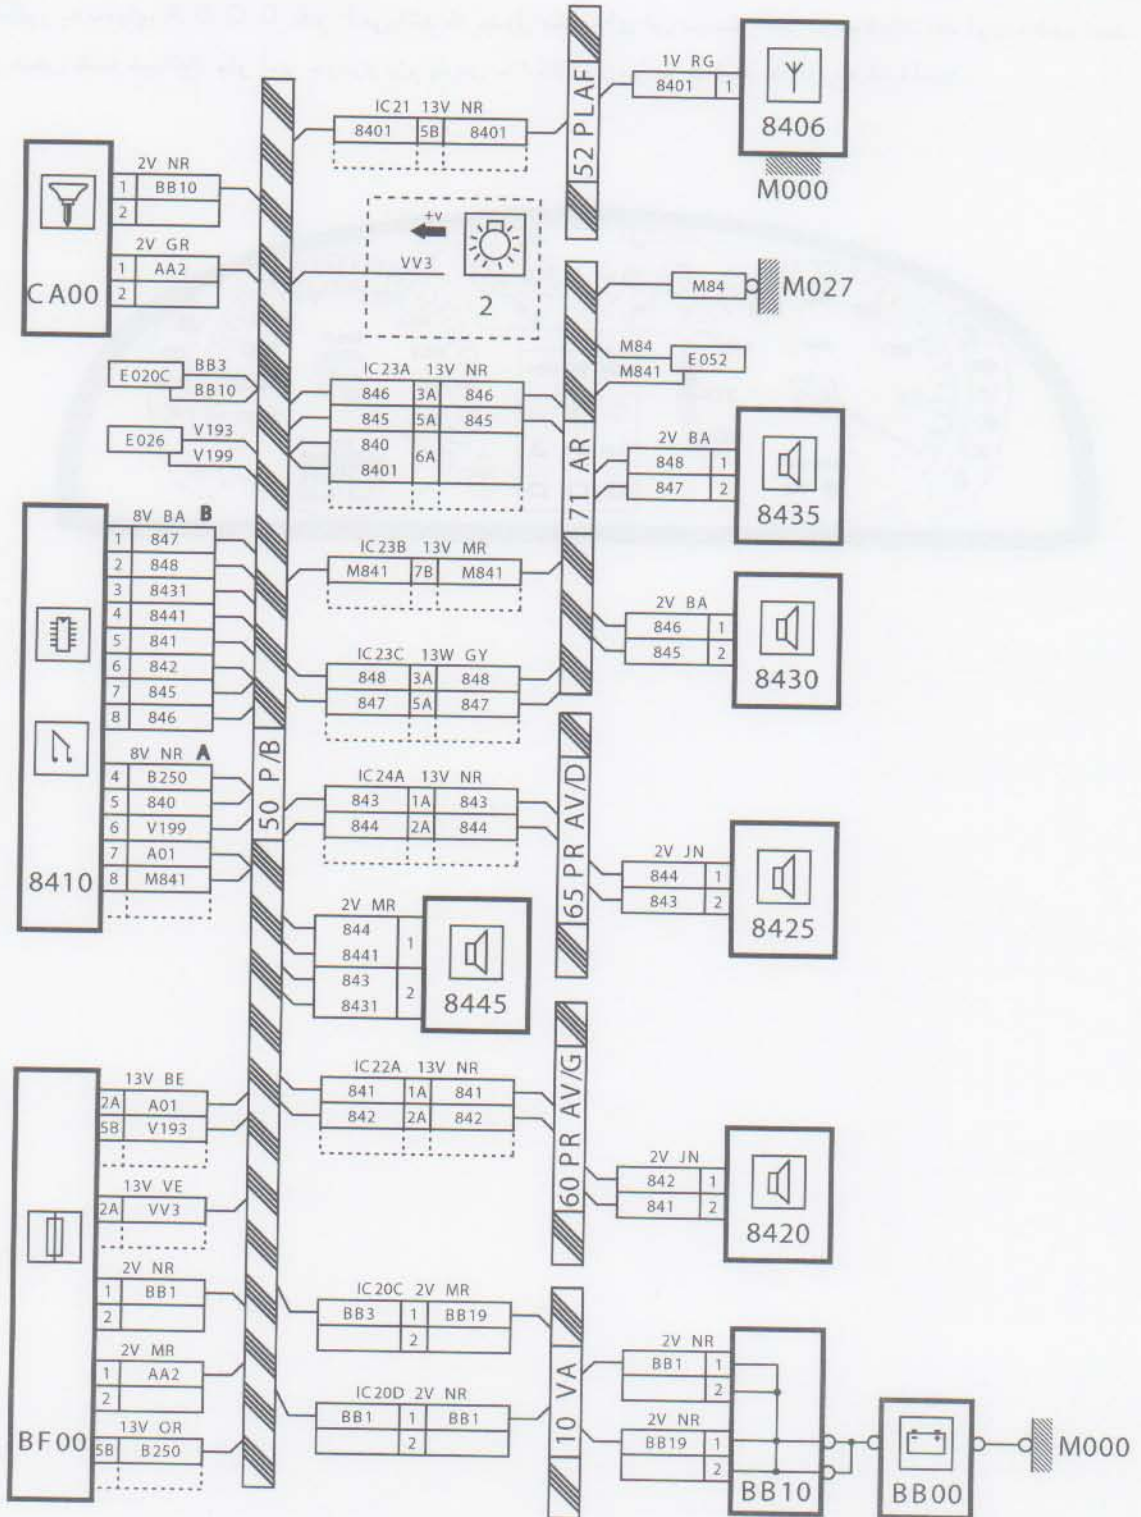 1V RG
8401 1
8406
M000
52 PLAF
IC21 13V NR
8401 5B 8401
2V NR
1 BB10
2
2V GR
1 AA2
2
CA00
+v
VV3
2
M84
M027
M84
M841
E052
E020C
BB3
BB10
E026
V193
V199
IC23A 13V NR
846 3A 846
845 5A 845
840
8401
6A
71 AR
2V BA
848 1
847 2
8435
8V BA B
1 847
2 848
3 8431
4 8441
5 841
6 842
7 845
8 846
IC23B 13V MR
M841 7B M841
2V BA
846 1
845 2
8430
IC23C 13W GY
848 3A 848
847 5A 847
50 P/B
8V NR A
4 B250
5 840
6 V199
7 A01
8 M841
8410
IC24A 13V NR
843 1A 843
844 2A 844
65 PR AV/D
2V JN
844 1
843 2
8425
2V MR
844
8441
1
843
8431
2
8445
IC22A 13V NR
841 1A 841
842 2A 842
60 PR AV/G
2V JN
842 1
841 2
8420
13V BE
2A A01
5B V193
13V VE
2A VV3
2V NR
1 BB1
2
2V MR
1 AA2
2
13V OR
5B B250
BF00
IC20C 2V MR
BB3 1 BB19
2
IC20D 2V NR
BB1 1 BB1
2
10 VA
2V NR
BB1 1
2
2V NR
BB19 1
2
BB10
BB00
M000